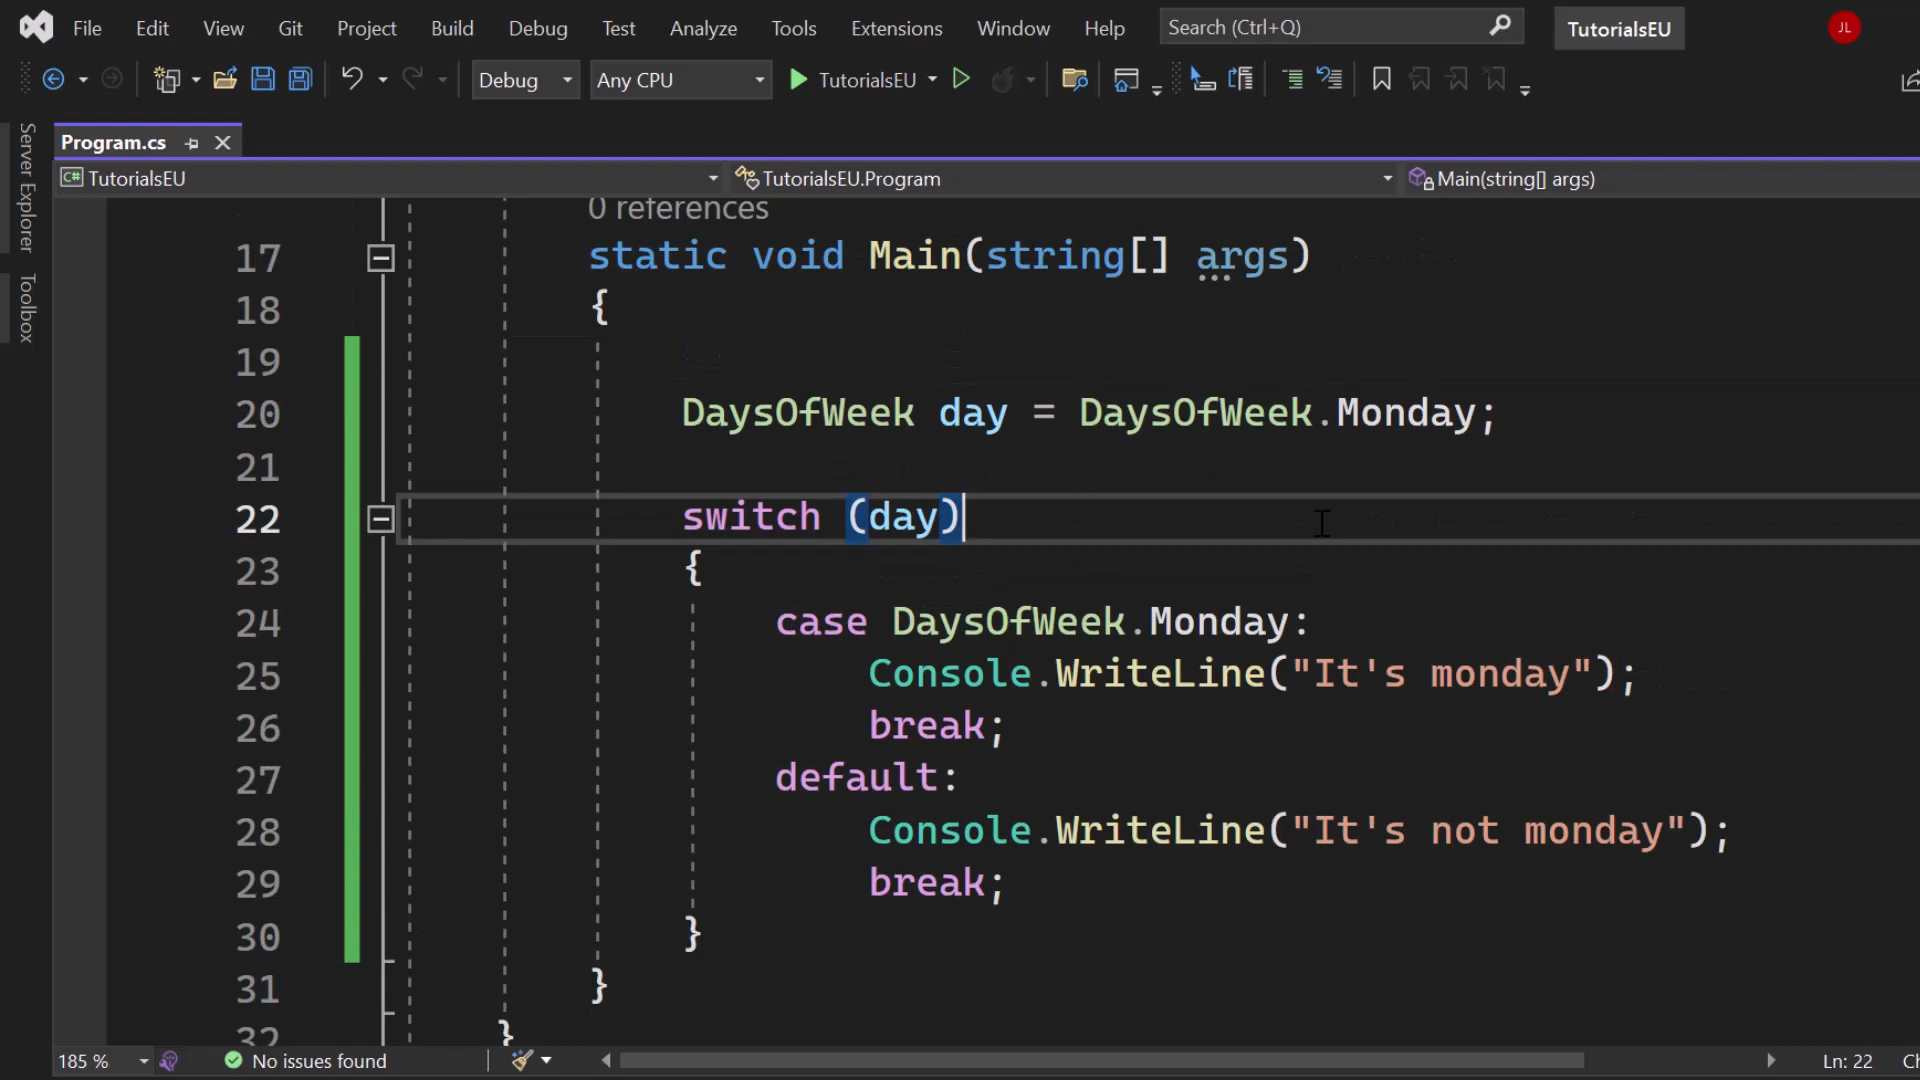 File Edit View Git Project Build Debug Test Analyze Tools Extensions Window Help Search (Ctrl+Q) TutorialsEU JL
Debug Any CPU TutorialsEU
Server Explorer
Toolbox
Program.cs
C# TutorialsEU TutorialsEU.Program Main(string[] args)
0 references
17 static void Main(string[] args)
18 {
19
20 DaysOfWeek day = DaysOfWeek.Monday;
21
22 switch (day)
23 {
24 case DaysOfWeek.Monday:
25 Console.WriteLine("It's monday");
26 break;
27 default:
28 Console.WriteLine("It's not monday");
29 break;
30 }
31 }
32 }
185 % No issues found Ln: 22